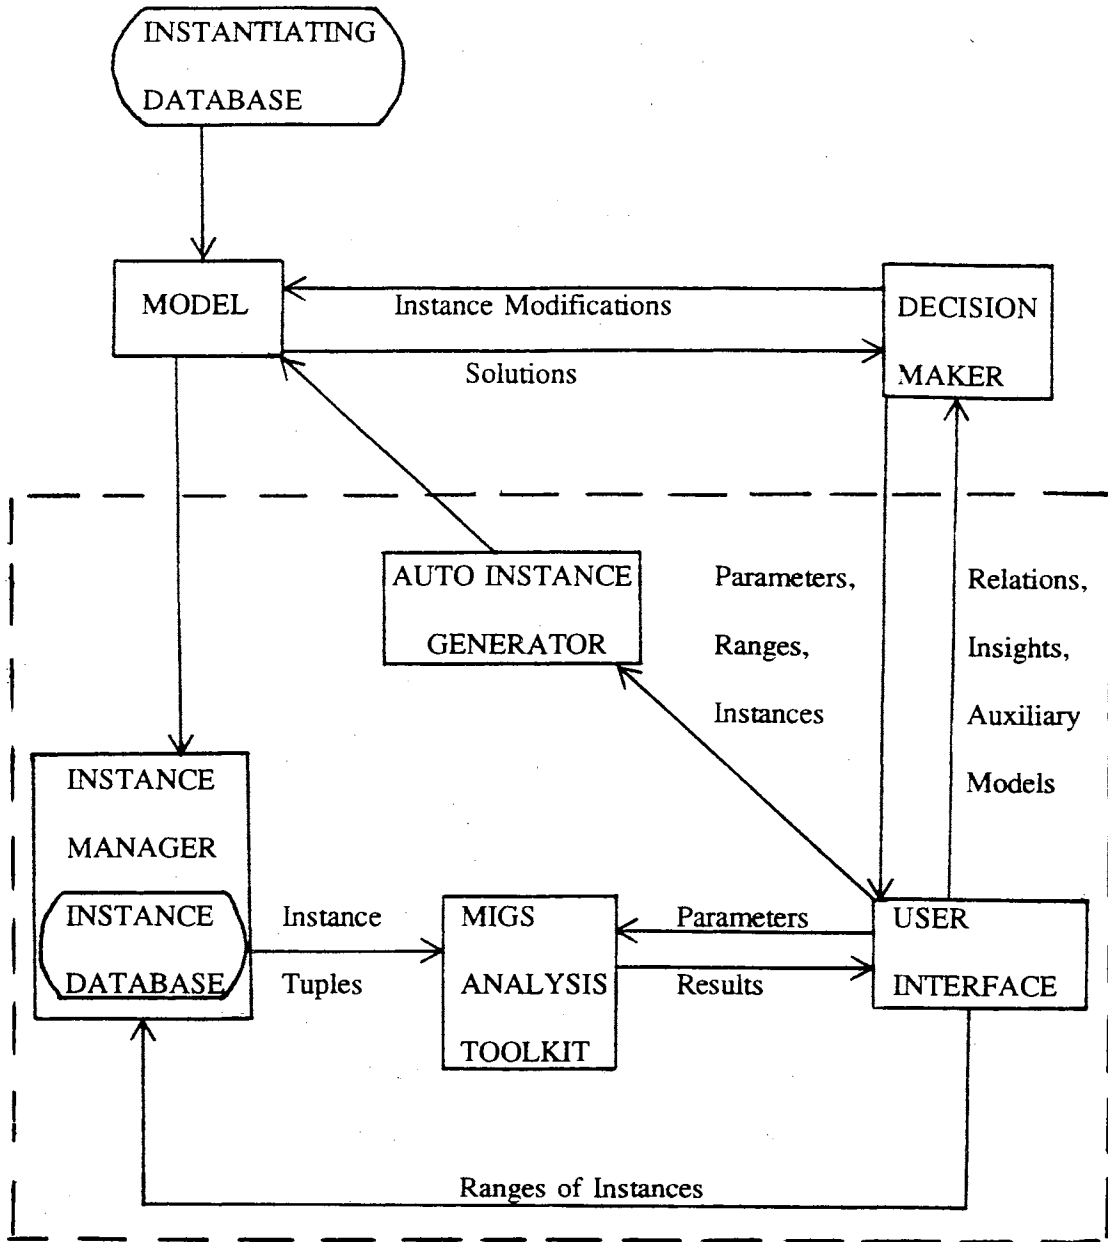 INSTANTIATING
DATABASE
MODEL
Instance Modifications
Solutions
DECISION
MAKER
AUTO INSTANCE
GENERATOR
Parameters,
Ranges,
Instances
Relations,
Insights,
Auxiliary
Models
INSTANCE
MANAGER
INSTANCE
DATABASE
Instance
Tuples
MIGS
ANALYSIS
TOOLKIT
Parameters
Results
USER
INTERFACE
Ranges of Instances